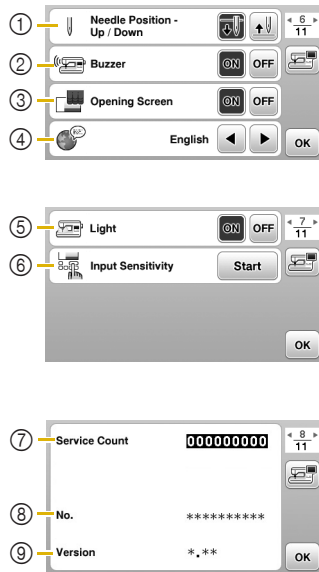 ① Needle Position - Up / Down
6
11
② Buzzer ON OFF
③ Opening Screen ON OFF
④ English ◀ ▶ OK
⑤ Light ON OFF
7
11
⑥ Input Sensitivity Start
OK
⑦ Service Count 000000000
8
11
⑧ No. **********
⑨ Version *.** OK